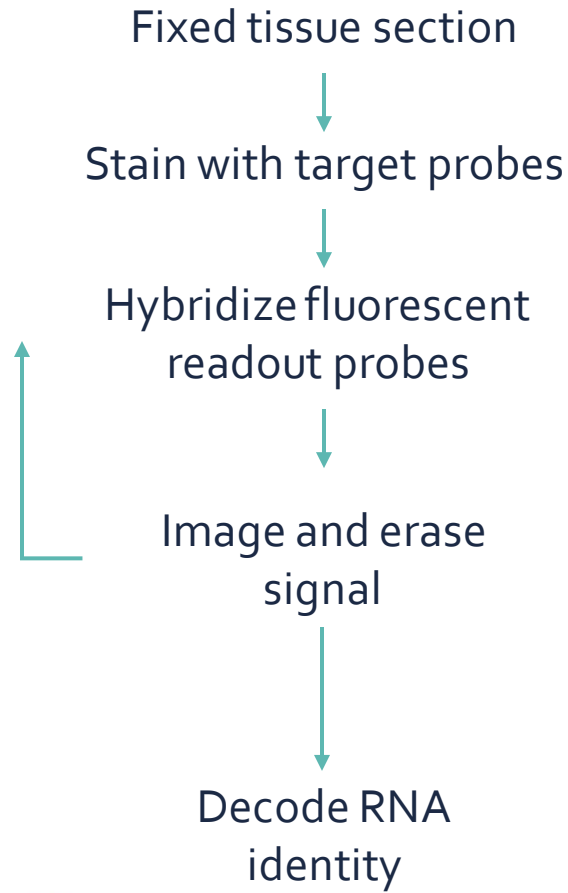 Fixed tissue section
Stain with target probes
Hybridize fluorescent
readout probes
Image and erase
signal
Decode RNA
identity